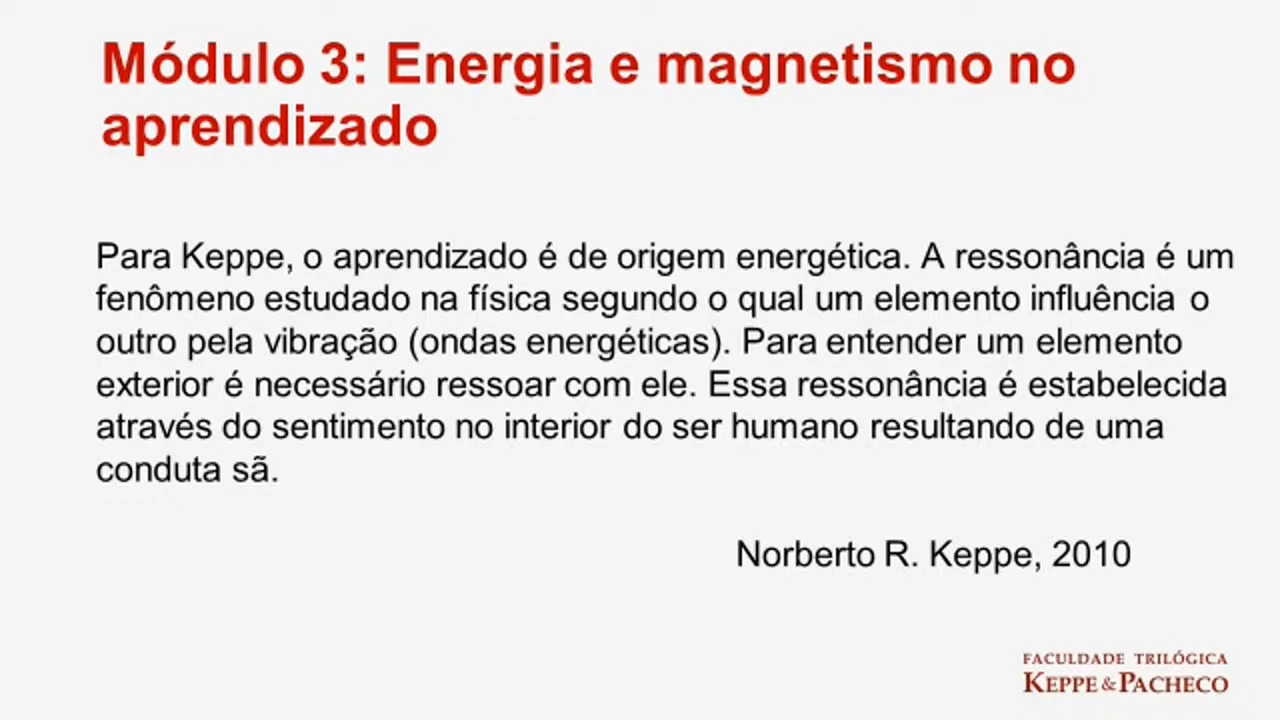 Módulo 3: Energia e magnetismo no
aprendizado
Para Keppe, o aprendizado é de origem energética. A ressonância é um
fenômeno estudado na física segundo o qual um elemento influência o
outro pela vibração (ondas energéticas). Para entender um elemento
exterior é necessário ressoar com ele. Essa ressonância é estabelecida
através do sentimento no interior do ser humano resultando de uma
conduta sã.
Norberto R. Keppe, 2010
FACULDADE TRILÓGICA
KEPPE & PACHECO